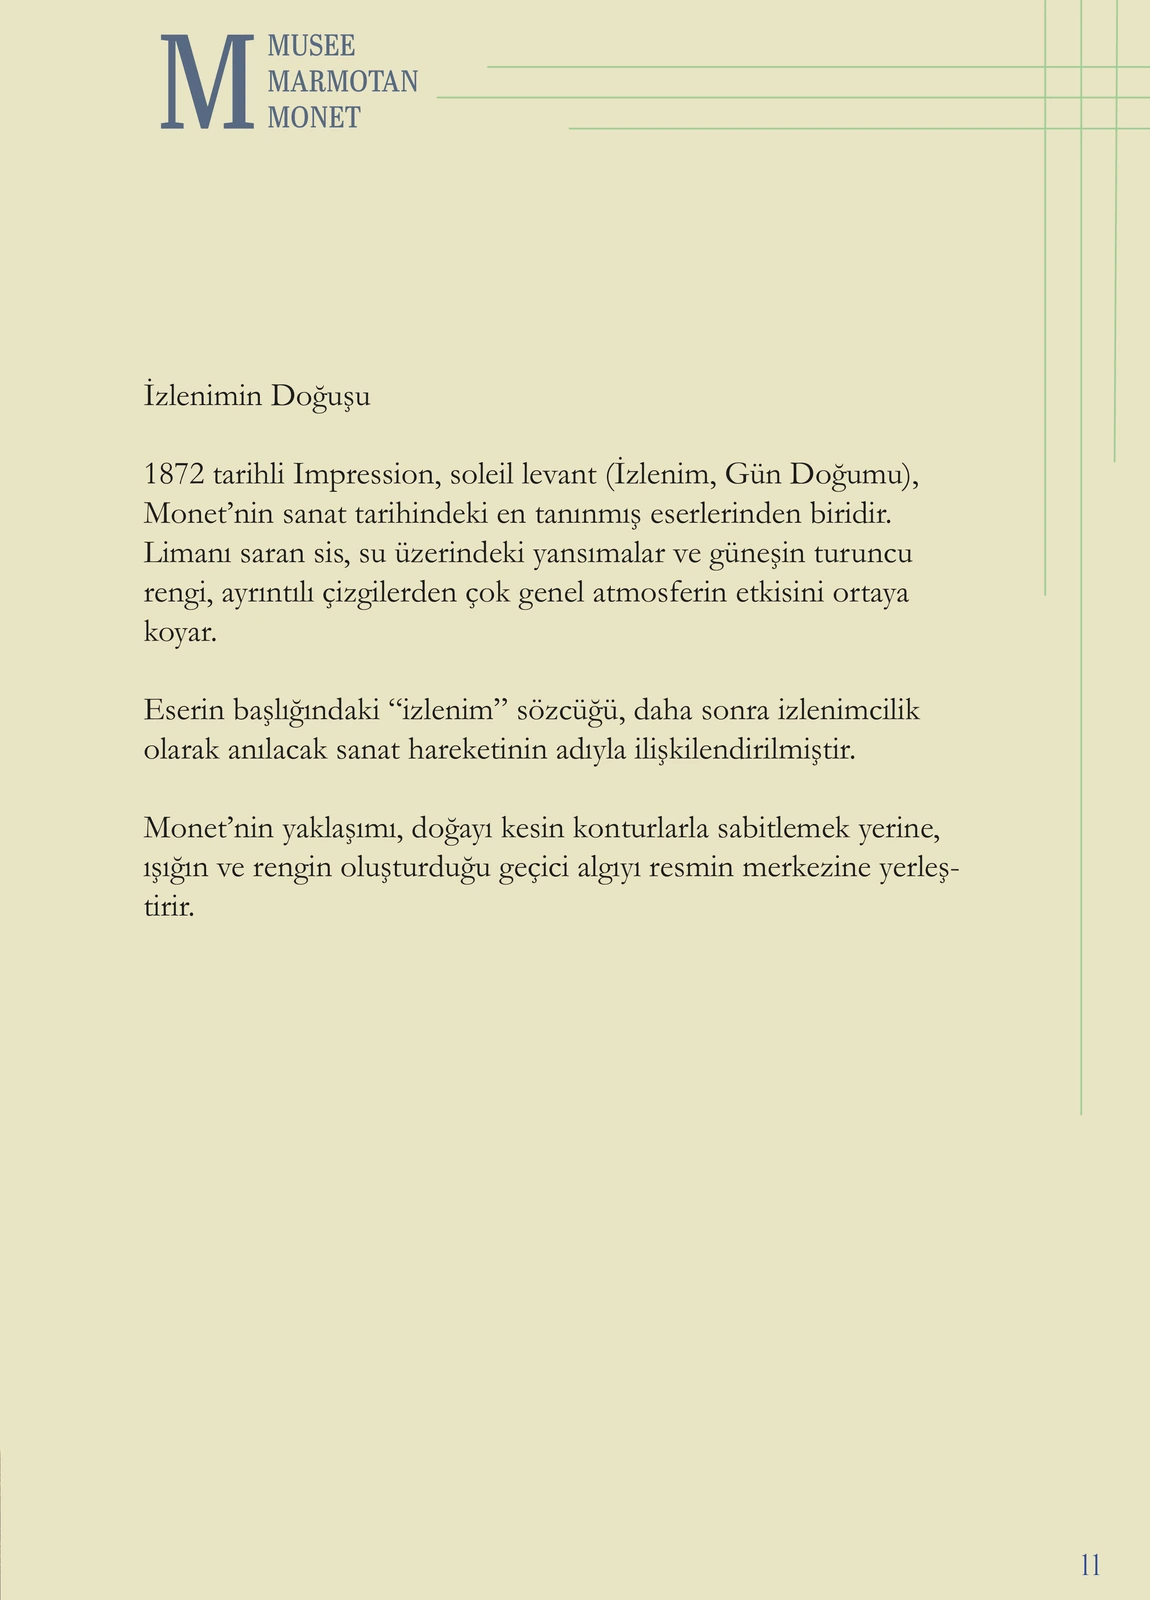 M
MUSEE
MARMOTAN
MONET
İzlenimin Doğuşu
1872 tarihli Impression, soleil levant (İzlenim, Gün Doğumu),
Monet’nin sanat tarihindeki en tanınmış eserlerinden biridir.
Limanı saran sis, su üzerindeki yansımalar ve güneşin turuncu
rengi, ayrıntılı çizgilerden çok genel atmosferin etkisini ortaya
koyar.
Eserin başlığındaki “izlenim” sözcüğü, daha sonra izlenimcilik
olarak anılacak sanat hareketinin adıyla ilişkilendirilmiştir.
Monet’nin yaklaşımı, doğayı kesin konturlarla sabitlemek yerine,
ışığın ve rengin oluşturduğu geçici algıyı resmin merkezine yerleş-
tirir.
11